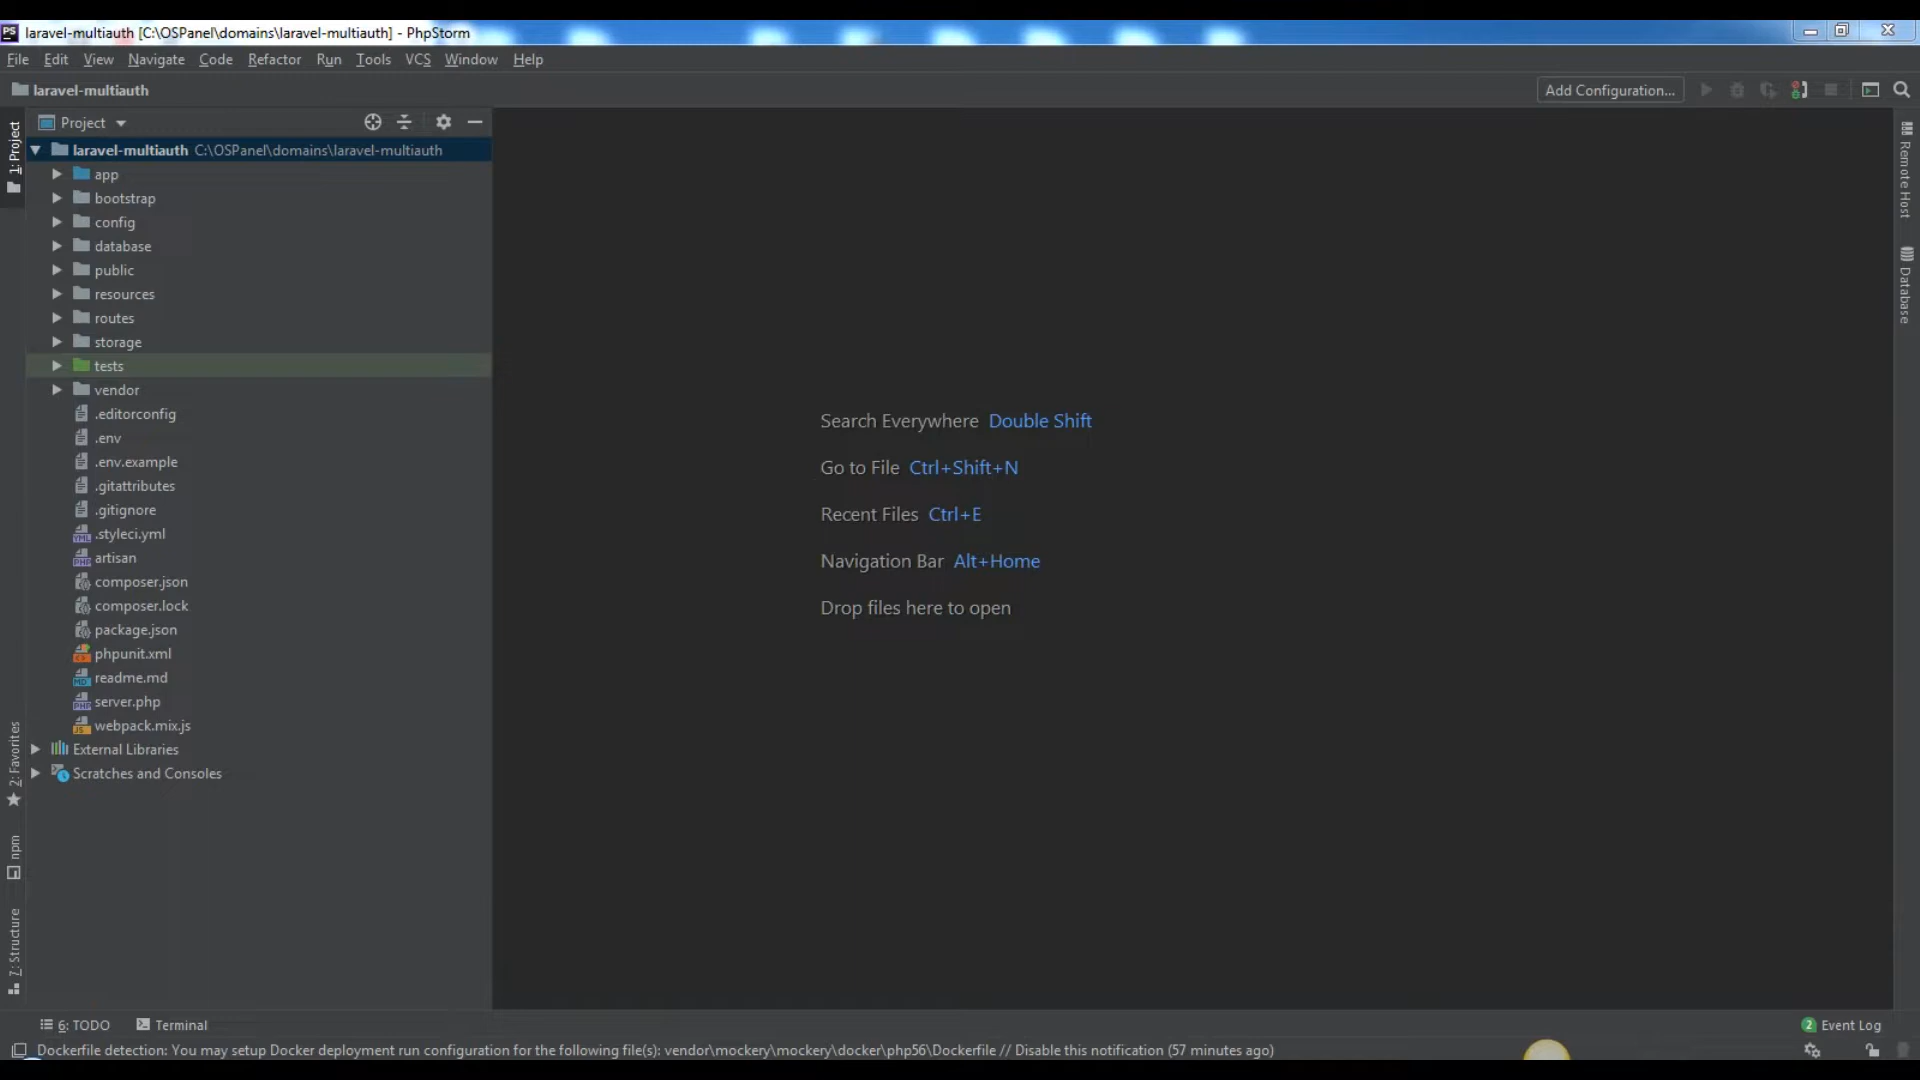 PS laravel-multiauth [C:\OSPanel\domains\laravel-multiauth] - PhpStorm
File Edit View Navigate Code Refactor Run Tools VCS Window Help
laravel-multiauth
Add Configuration...
Project
1: Project
laravel-multiauth C:\OSPanel\domains\laravel-multiauth
app
bootstrap
config
database
public
resources
routes
storage
tests
vendor
.editorconfig
.env
.env.example
.gitattributes
.gitignore
.styleci.yml
artisan
composer.json
composer.lock
package.json
phpunit.xml
readme.md
server.php
webpack.mix.js
External Libraries
Scratches and Consoles
2: Favorites
npm
7: Structure
Search Everywhere Double Shift
Go to File Ctrl+Shift+N
Recent Files Ctrl+E
Navigation Bar Alt+Home
Drop files here to open
Remote Host
Database
6: TODO
Terminal
2 Event Log
Dockerfile detection: You may setup Docker deployment run configuration for the following file(s): vendor\mockery\mockery\docker\php56\Dockerfile // Disable this notification (57 minutes ago)